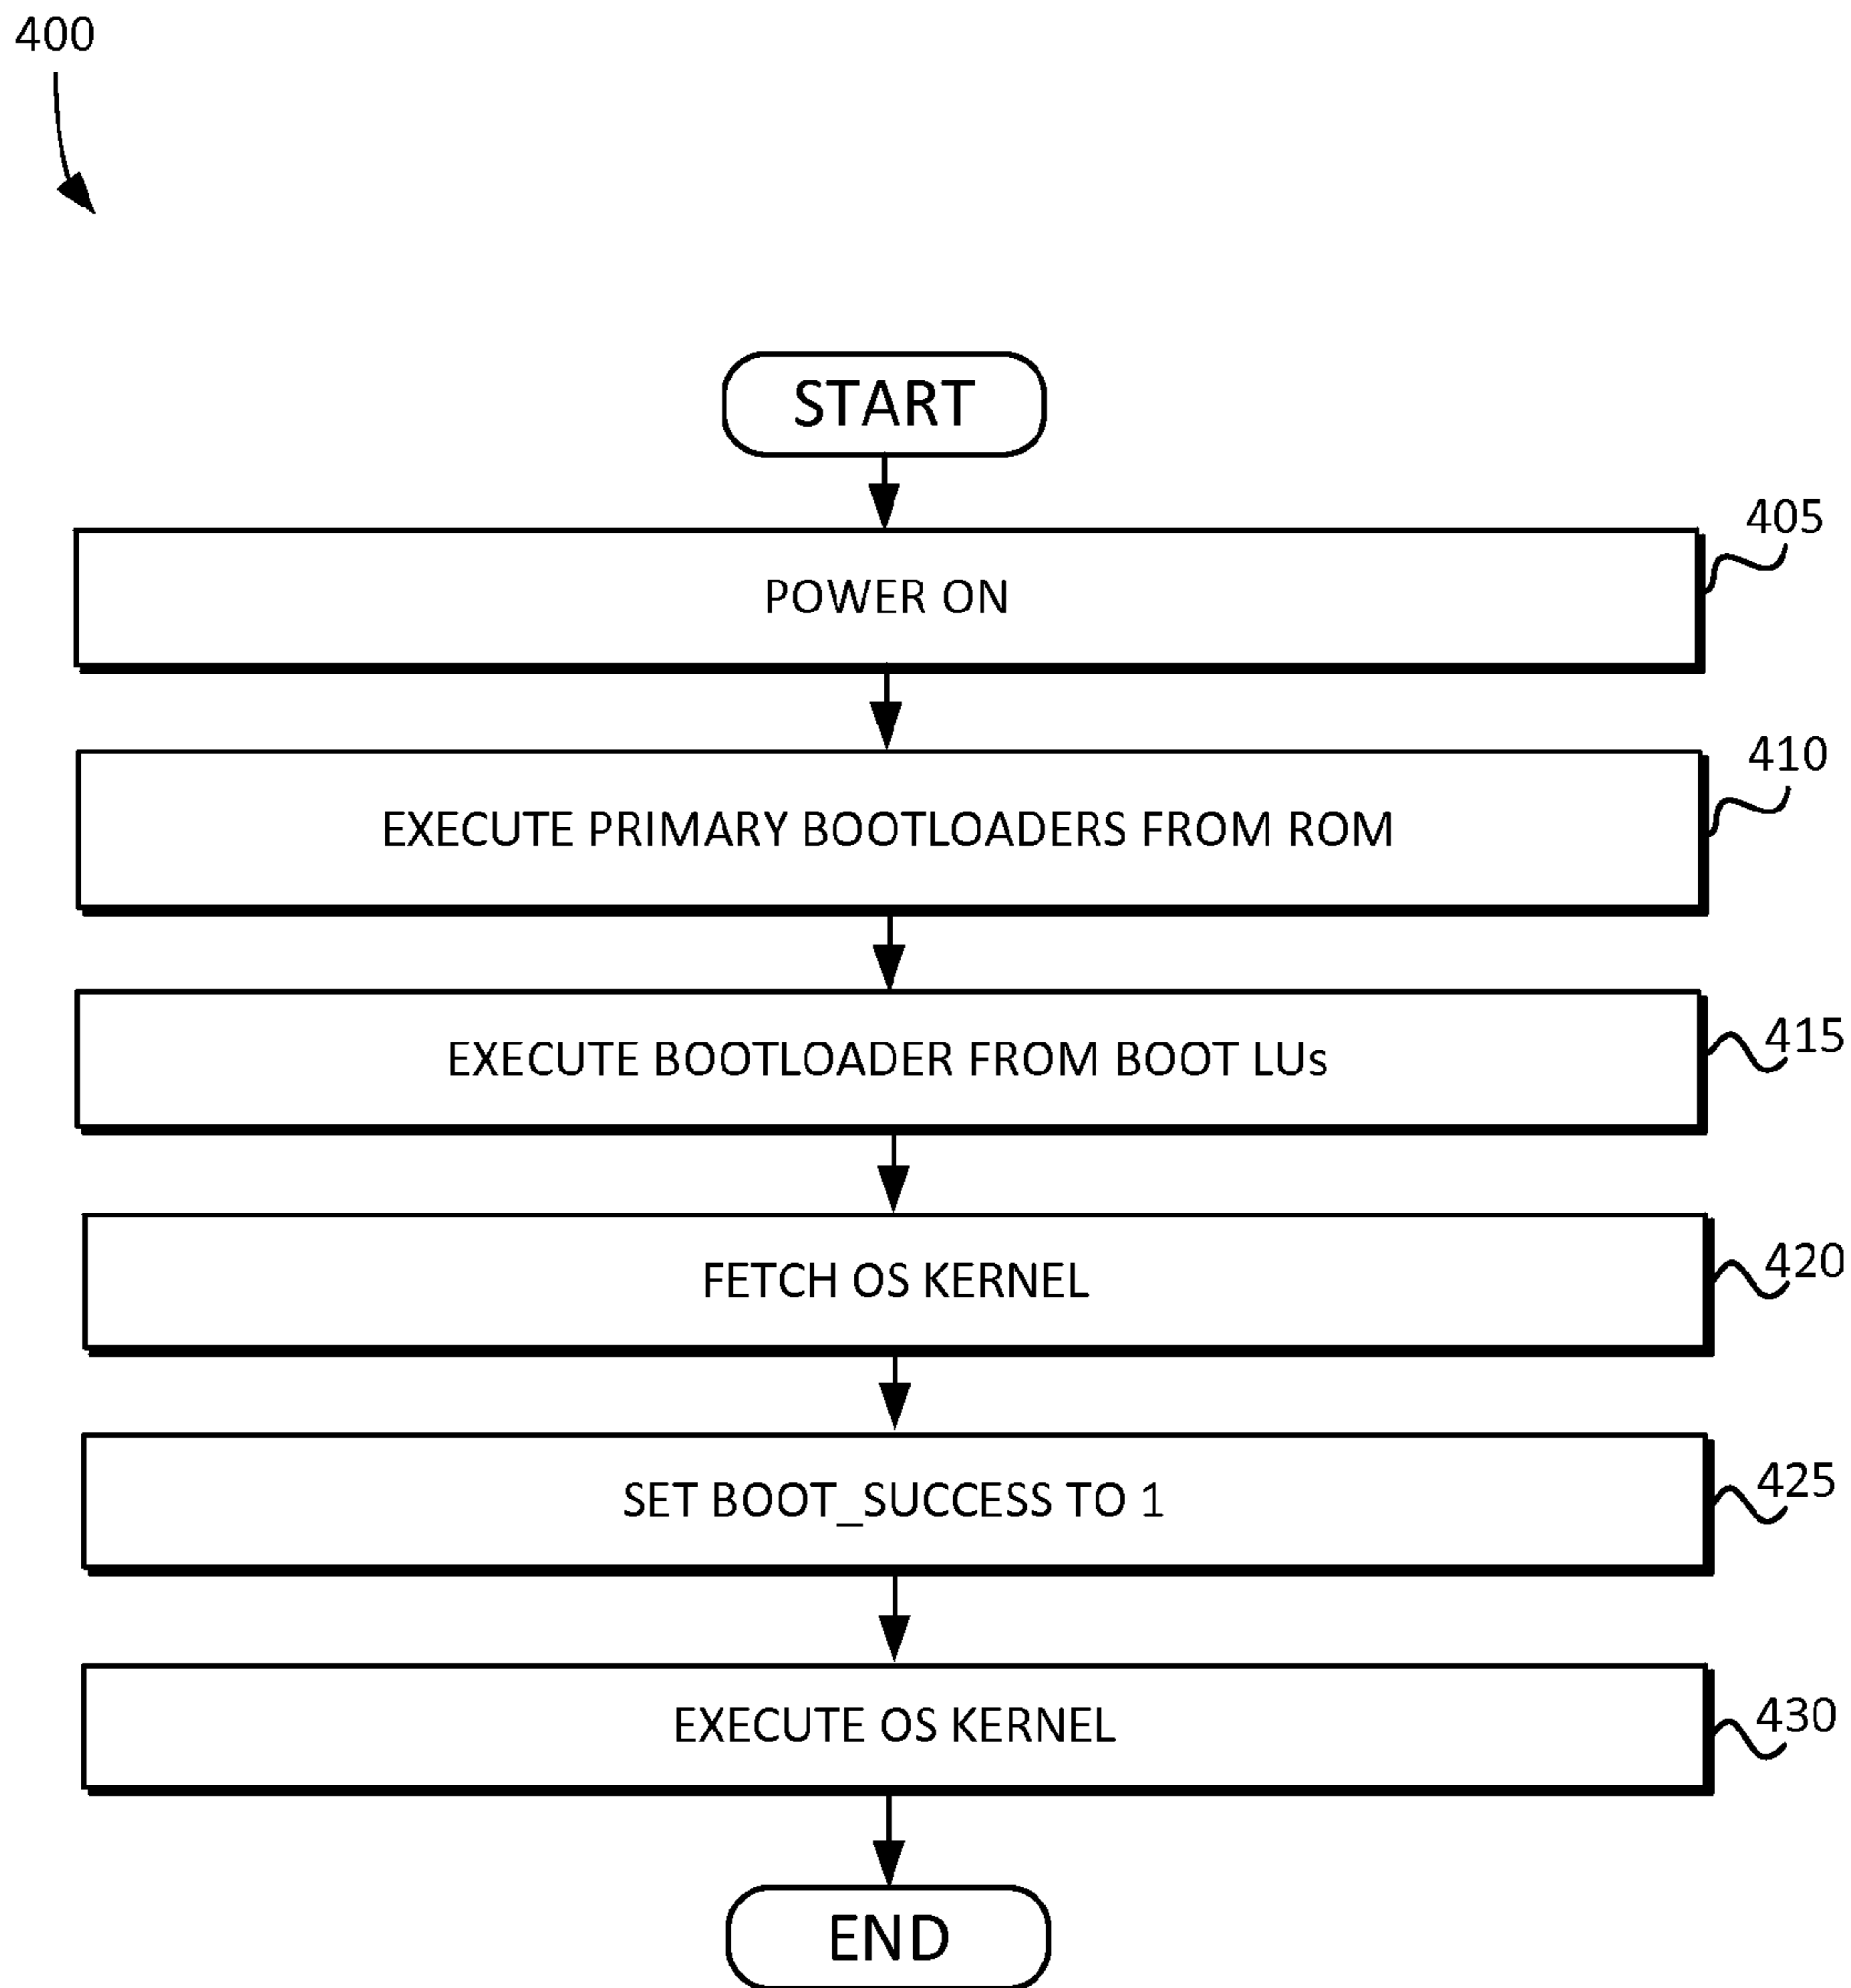 400
START
405
POWER ON
410
EXECUTE PRIMARY BOOTLOADERS FROM ROM
415
EXECUTE BOOTLOADER FROM BOOT LUs
420
FETCH OS KERNEL
425
SET BOOT_SUCCESS TO 1
430
EXECUTE OS KERNEL
END